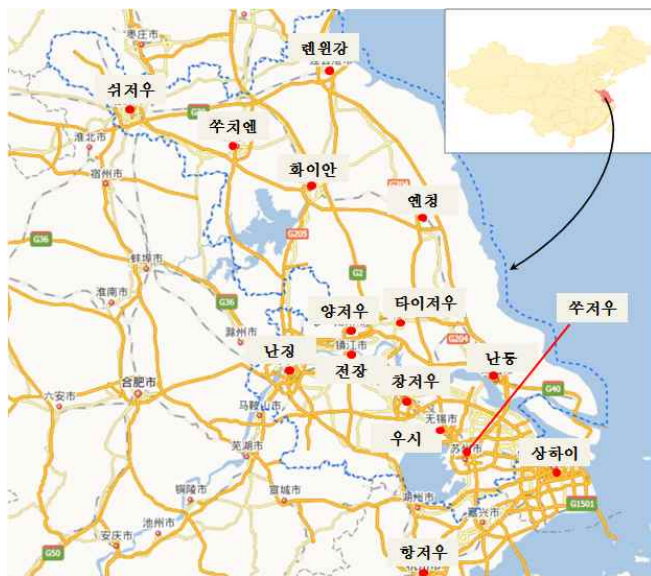 枣庄市
롄윈강
쉬저우
쑤치엔
淮北市
宿州市
화이안
옌청
G36
G205
G2
蚌埠市
淮南市
G36
滁州市
양저우
타이저우
쑤저우
镇江市
G204
난징
전장
난퉁
창저우
G40
合肥市
六安市
马鞍山市
无锡市
우시
芜湖市
苏州市
상하이
铜陵市
宣城市
湖州市
嘉兴市
G1501
池州市
安庆市
G50
항저우